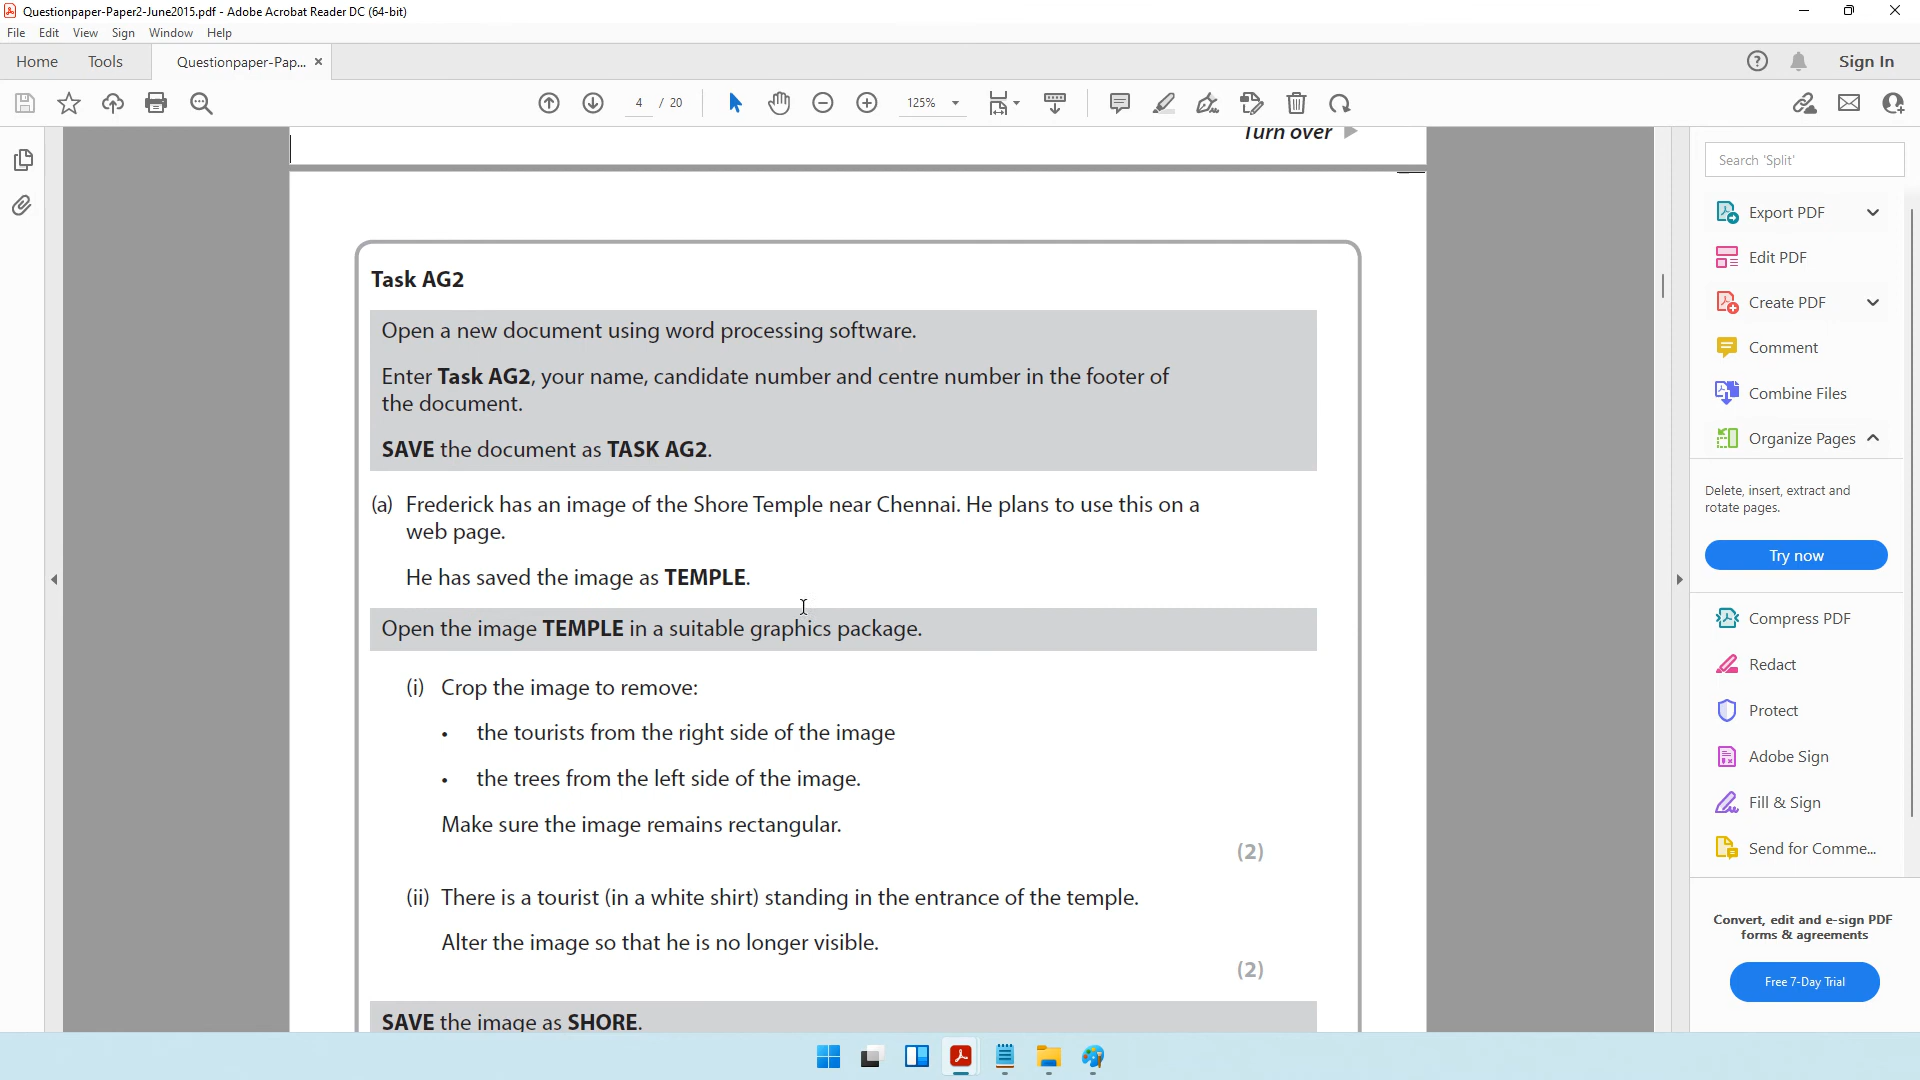 Questionpaper-Paper2-June2015.pdf - Adobe Acrobat Reader DC (64-bit)
File Edit View Sign Window Help
Home Tools Questionpaper-Pap... × Sign In
4 / 20 125%
Turn over
Task AG2
Open a new document using word processing software.
Enter Task AG2, your name, candidate number and centre number in the footer of
the document.
SAVE the document as TASK AG2.
(a) Frederick has an image of the Shore Temple near Chennai. He plans to use this on a
web page.
He has saved the image as TEMPLE.
Open the image TEMPLE in a suitable graphics package.
(i) Crop the image to remove:
• the tourists from the right side of the image
• the trees from the left side of the image.
Make sure the image remains rectangular.
(2)
(ii) There is a tourist (in a white shirt) standing in the entrance of the temple.
Alter the image so that he is no longer visible.
(2)
SAVE the image as SHORE.
Search 'Split'
Export PDF
Edit PDF
Create PDF
Comment
Combine Files
Organize Pages
Delete, insert, extract and
rotate pages.
Try now
Compress PDF
Redact
Protect
Adobe Sign
Fill & Sign
Send for Comme...
Convert, edit and e-sign PDF
forms & agreements
Free 7-Day Trial